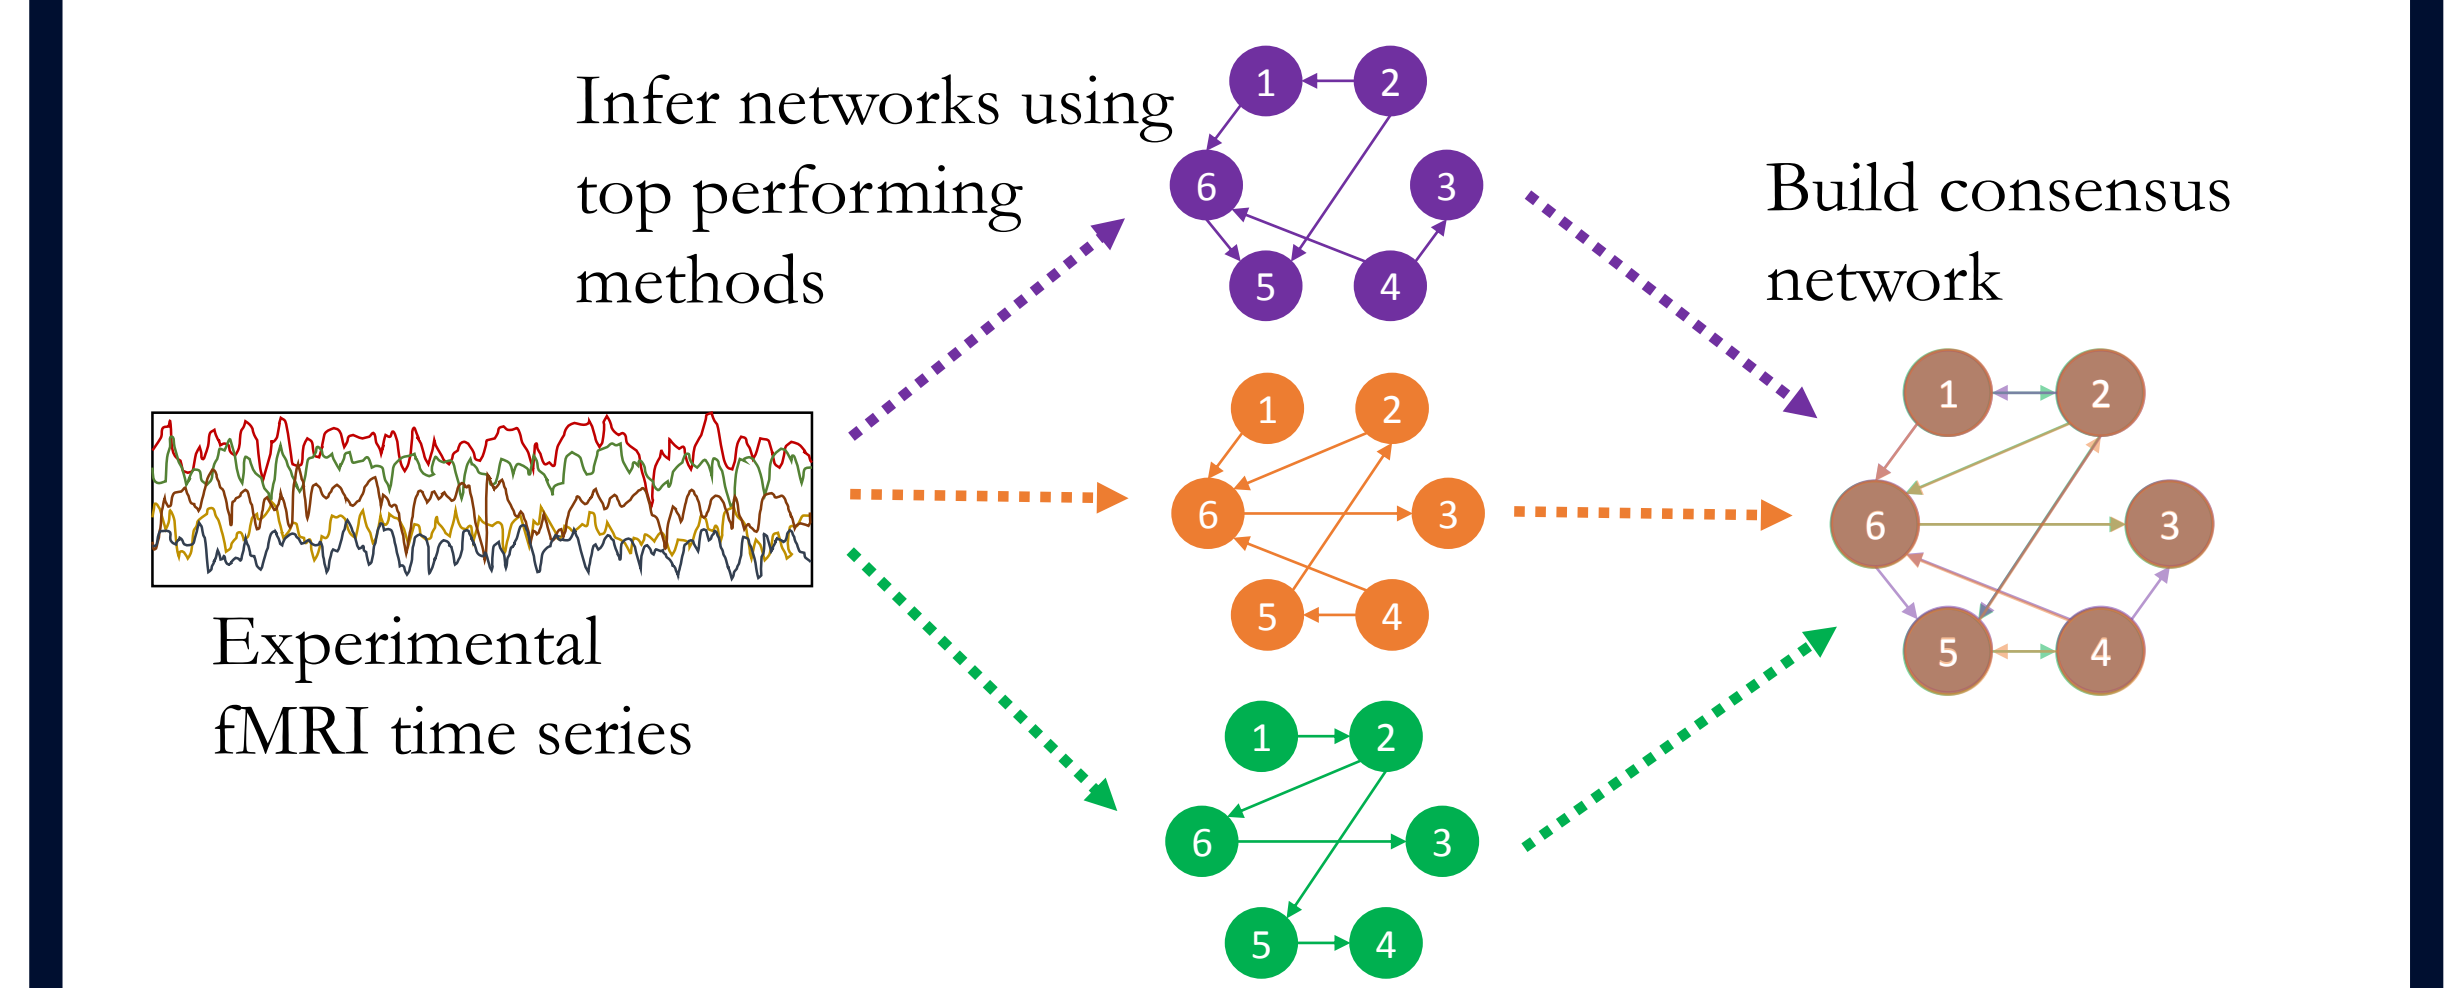 Infer networks using
top performing
methods
Experimental
fMRI time series
1 2
6 3
5 4
1 2
6 3
5 4
1 2
6 3
5 4
Build consensus
network
1 2
6 3
5 4